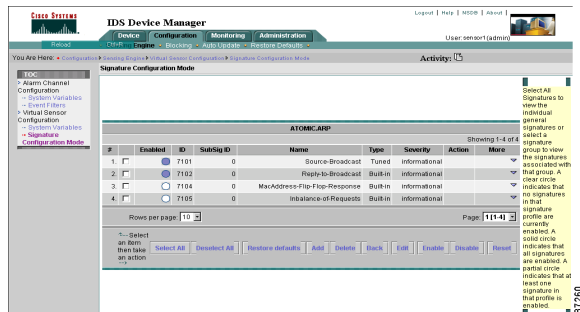 CISCO SYSTEMS
Reload
IDS Device Manager
Logout | Help | NSDB | About |
Device Configuration Monitoring Administration
Engine Blocking Auto Update Restore Defaults
User: sensor1(admin)
You Are Here: Configuration > Sensing Engine > Virtual Sensor Configuration > Signature Configuration Mode
Activity:
TOC
> Alarm Channel
Configuration
System Variables
Event Filters
> Virtual Sensor
Configuration
System Variables
Signature
Configuration Mode
Signature Configuration Mode
ATOMIC.ARP
Showing 1-4 of 4
# Enabled ID SubSig ID Name Type Severity Action More
1. 7101 0 Source-Broadcast Tuned informational
2. 7102 0 Reply-to-Broadcast Built-in informational
3. 7104 0 MacAddress-Flip-Flop-Response Built-in informational
4. 7105 0 Inbalance-of-Requests Built-in informational
Rows per page: 10
Page: 1 [1-4]
Select
an item
then take
an action
Select All Deselect All Restore defaults Add Delete Back Edit Enable Disable Reset
Select All
Signatures to
view the
individual
general
signatures or
select a
signature
group to view
the signatures
associated with
that group. A
clear circle
indicates that
no signatures
in that
signature
profile are
currently
enabled. A
solid circle
indicates that
all signatures
are enabled. A
partial circle
indicates that at
least one
signature in
that profile is
enabled.
87260